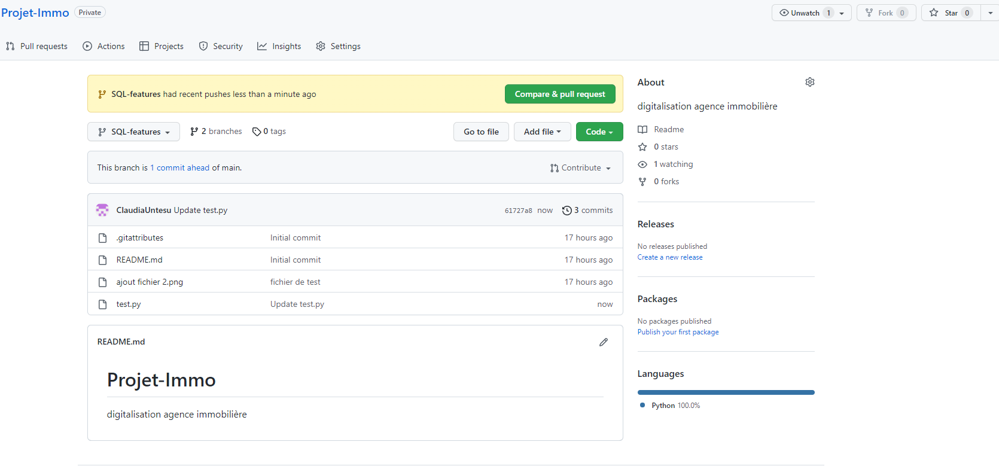 Projet-Immo Private Unwatch 1 Fork 0 Star 0
Pull requests Actions Projects Security Insights Settings
SQL-features had recent pushes less than a minute ago Compare & pull request
SQL-features 2 branches 0 tags Go to file Add file Code
This branch is 1 commit ahead of main. Contribute
ClaudiaUntesu Update test.py 61727a8 now 3 commits
.gitattributes Initial commit 17 hours ago
README.md Initial commit 17 hours ago
ajout fichier 2.png fichier de test 17 hours ago
test.py Update test.py now
README.md
Projet-Immo
digitalisation agence immobilière
About
digitalisation agence immobilière
Readme
0 stars
1 watching
0 forks
Releases
No releases published
Create a new release
Packages
No packages published
Publish your first package
Languages
Python 100.0%